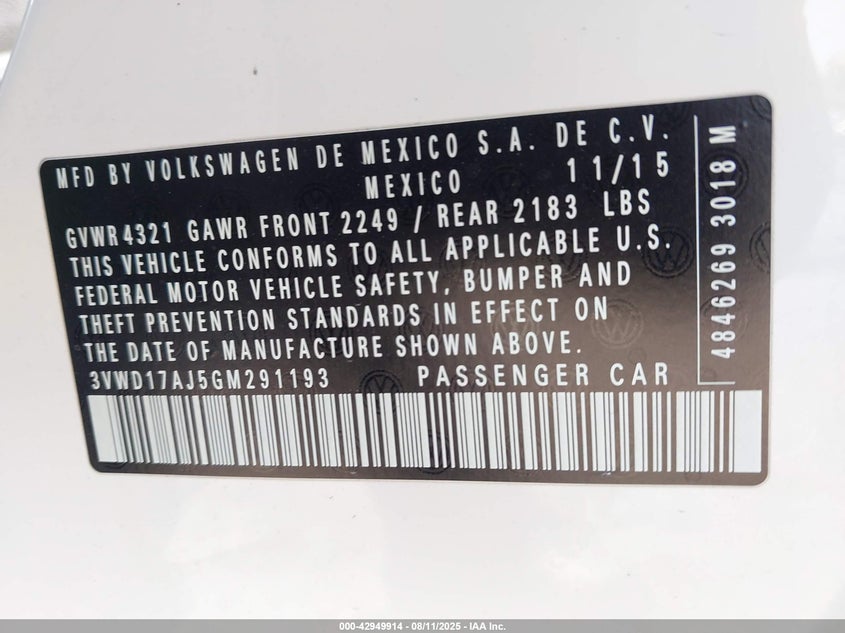 MFD BY VOLKSWAGEN DE MEXICO S.A. DE C.V.
MEXICO 11/15
GVWR 4321 GAWR FRONT 2249 / REAR 2183 LBS
THIS VEHICLE CONFORMS TO ALL APPLICABLE U.S.
FEDERAL MOTOR VEHICLE SAFETY, BUMPER AND
THEFT PREVENTION STANDARDS IN EFFECT ON
THE DATE OF MANUFACTURE SHOWN ABOVE.
3VWD17AJ5GM291193 PASSENGER CAR
4846269 3018 M
000-42949914 - 08/11/2025 - IAA Inc.